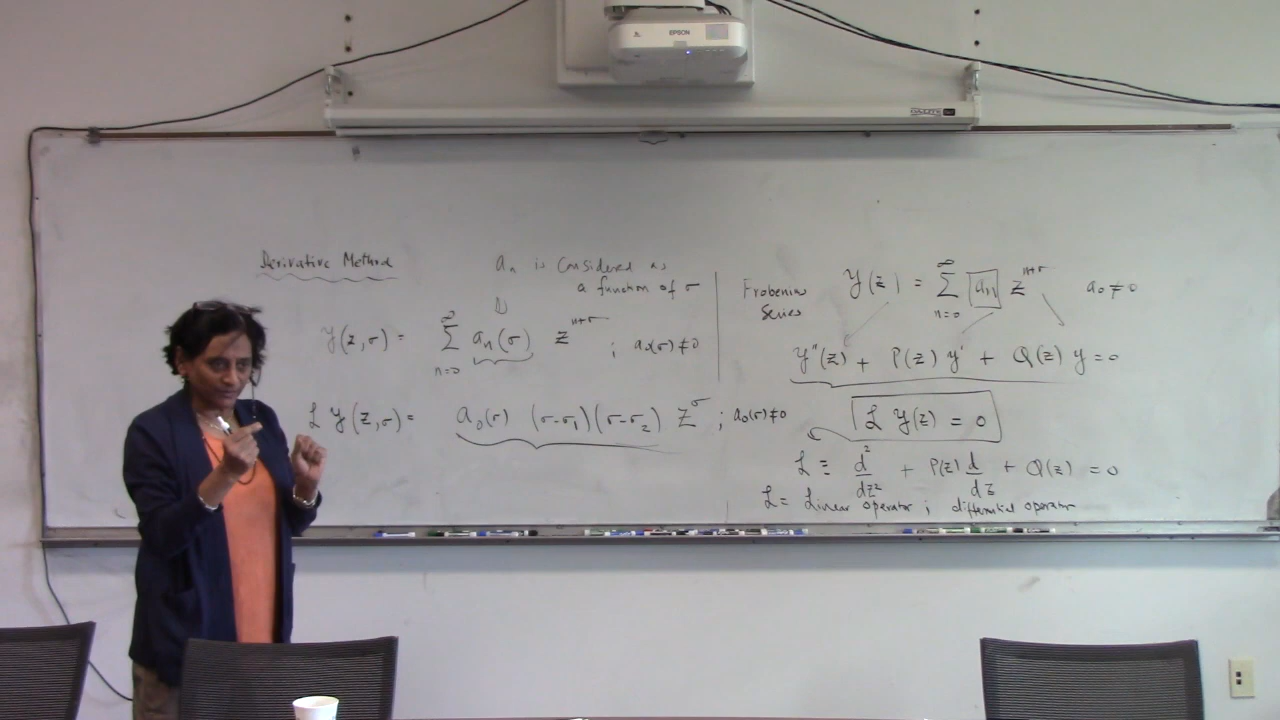 EPSON
Derivative Method
aₙ is considered as
a function of σ
⇓
y(z,σ) = ∑_{n=0}^{∞} aₙ(σ) z^{n+σ} ; a₀(σ) ≠ 0
ℒ y(z,σ) = a₀(σ) (σ-σ₁)(σ-σ₂) z^σ ; a₀(σ) ≠ 0
Frobenius
Series
y(z) = ∑_{n=0}^{∞} aₙ z^{n+σ} a₀ ≠ 0
y''(z) + P(z) y' + Q(z) y = 0
ℒ y(z) = 0
ℒ ≡ d²/dz² + P(z) d/dz + Q(z) = 0
ℒ = Linear operator ; differential operator